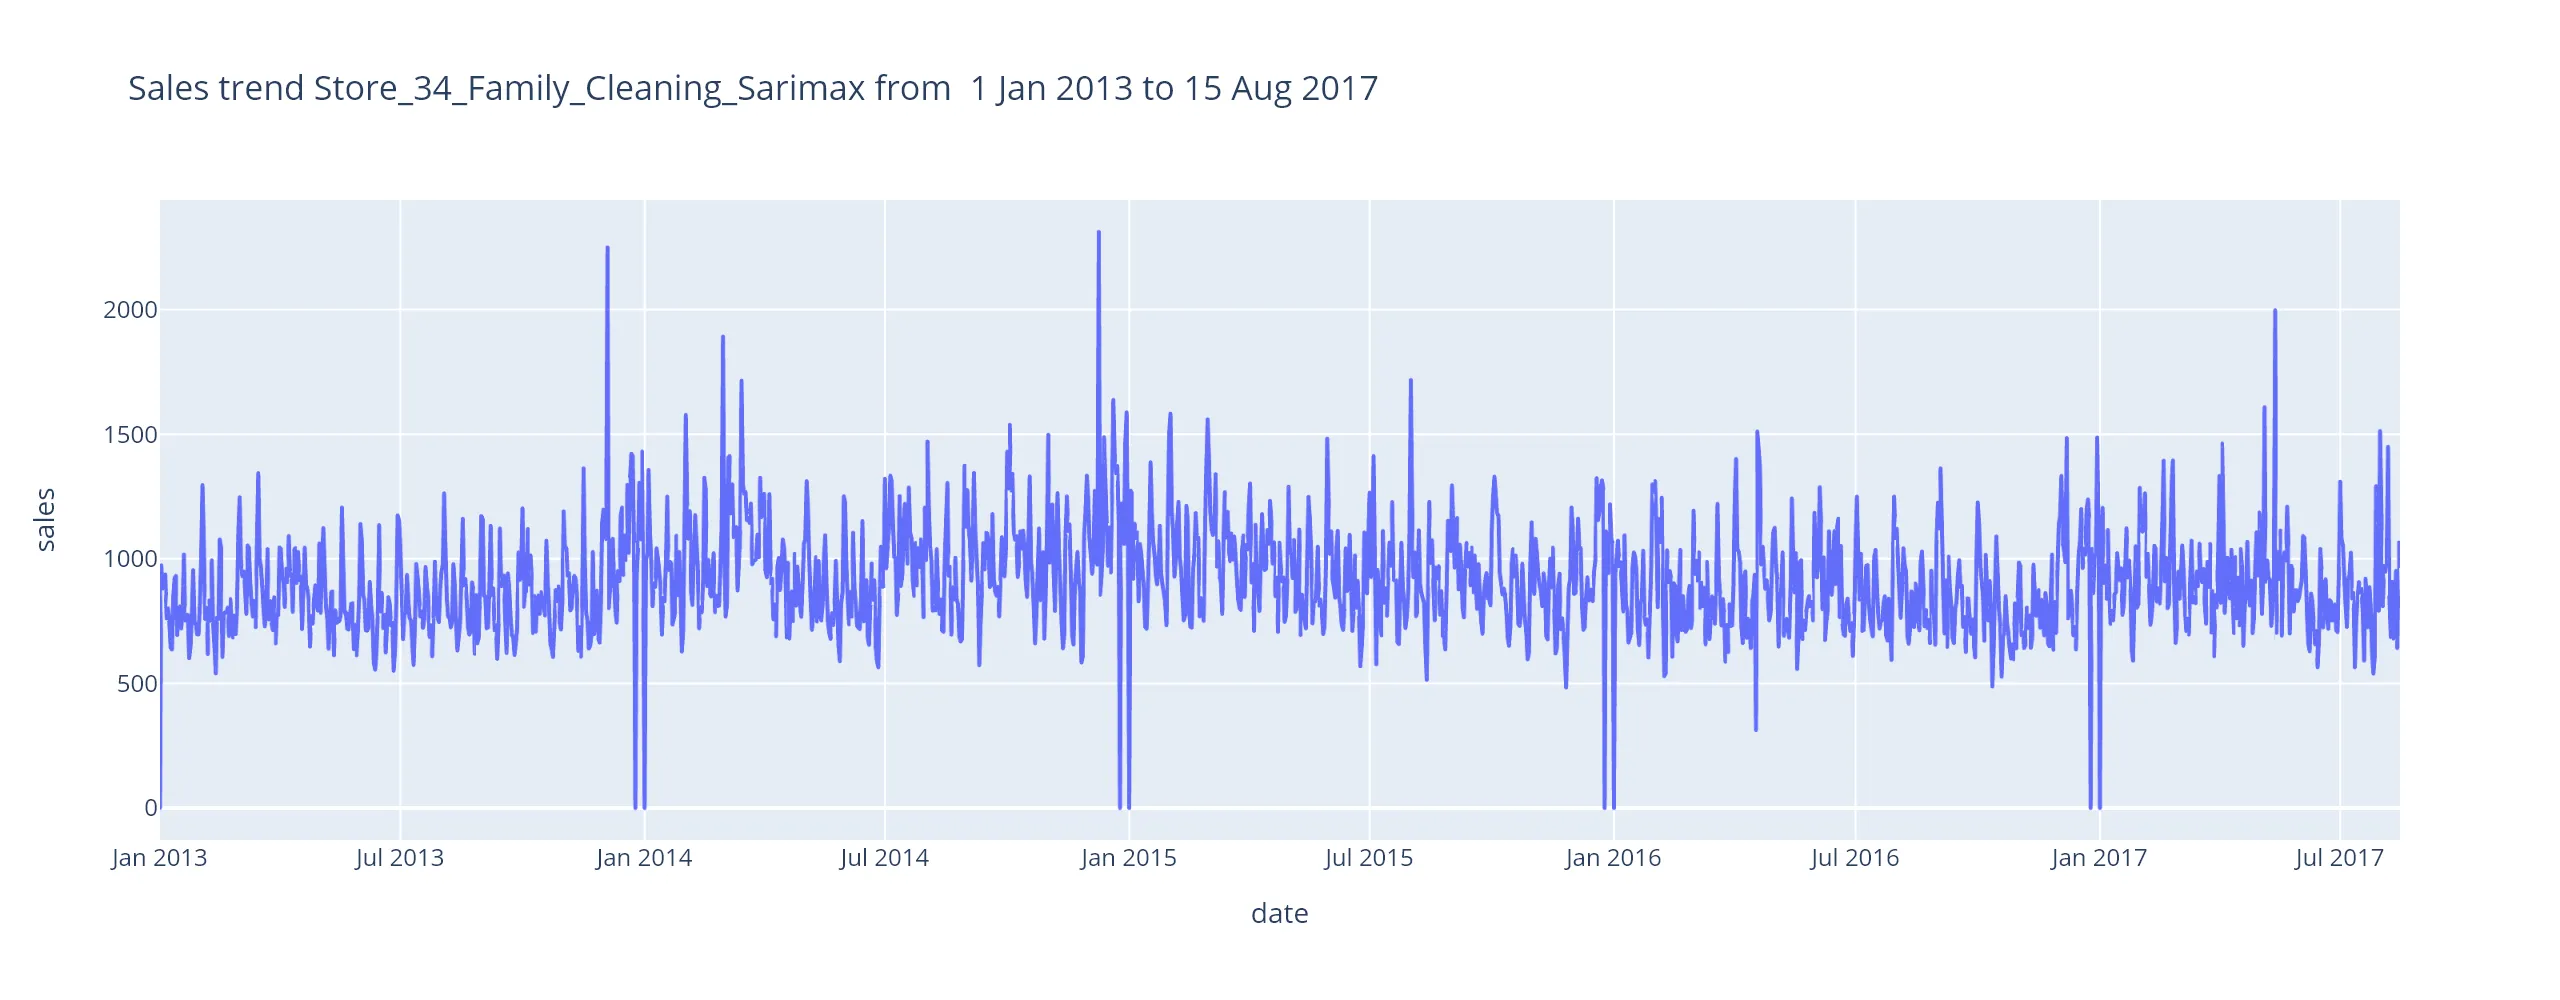 Sales trend Store_34_Family_Cleaning_Sarimax from  1 Jan 2013 to 15 Aug 2017
sales
2000
1500
1000
500
0
Jan 2013 Jul 2013 Jan 2014 Jul 2014 Jan 2015 Jul 2015 Jan 2016 Jul 2016 Jan 2017 Jul 2017
date